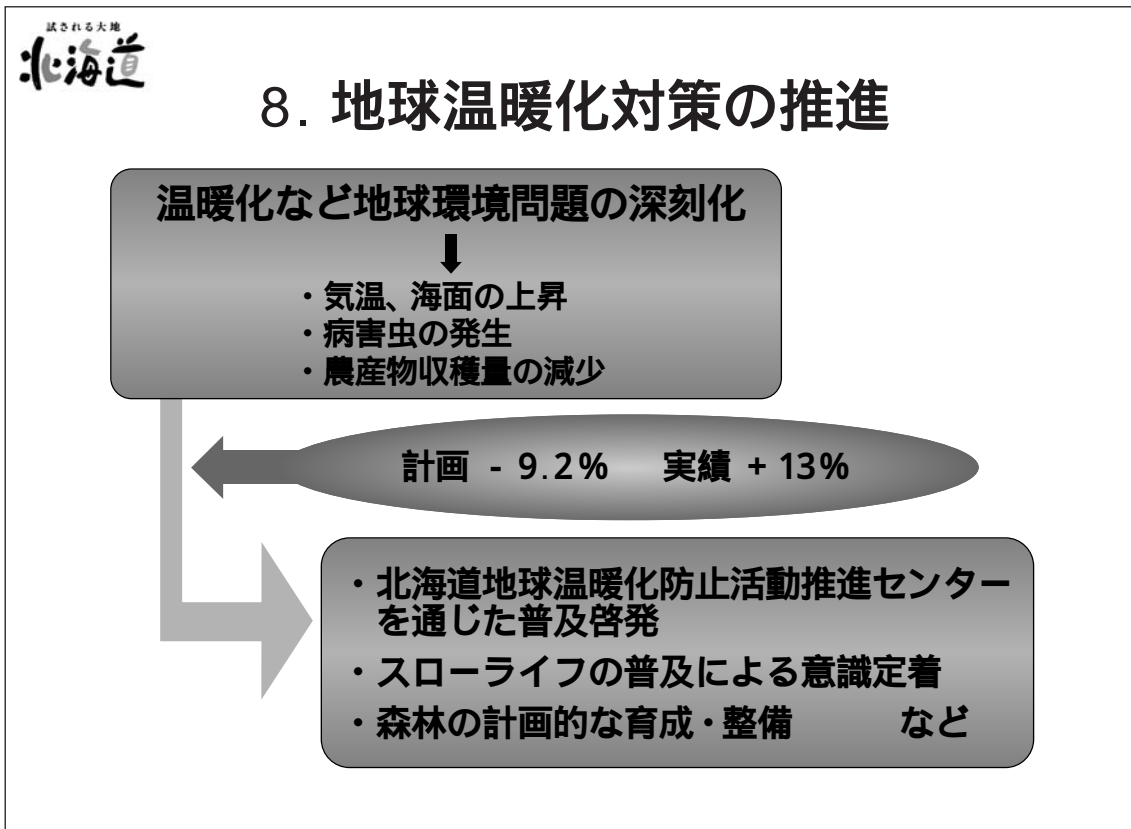 試される大地
北海道
8. 地球温暖化対策の推進
温暖化など地球環境問題の深刻化
・気温、海面の上昇
・病害虫の発生
・農産物収穫量の減少
計画 - 9.2% 実績 + 13%
・北海道地球温暖化防止活動推進センター
を通じた普及啓発
・スローライフの普及による意識定着
・森林の計画的な育成・整備 など